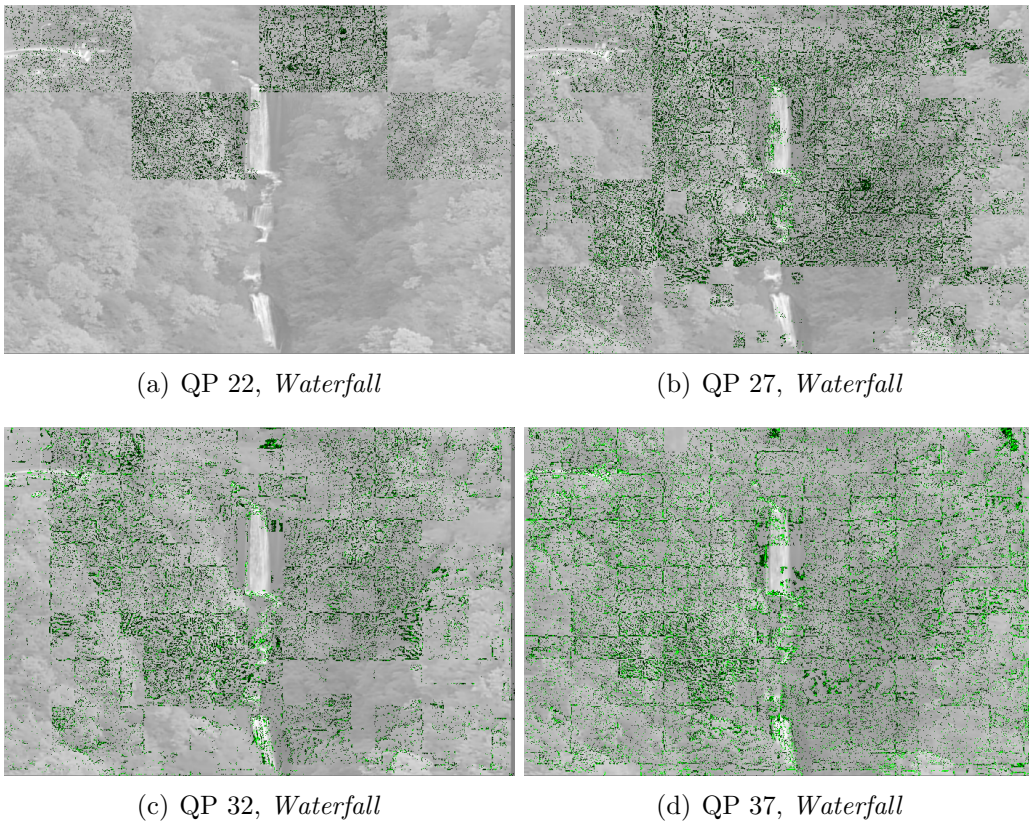 (a) QP 22, Waterfall
(b) QP 27, Waterfall
(c) QP 32, Waterfall
(d) QP 37, Waterfall